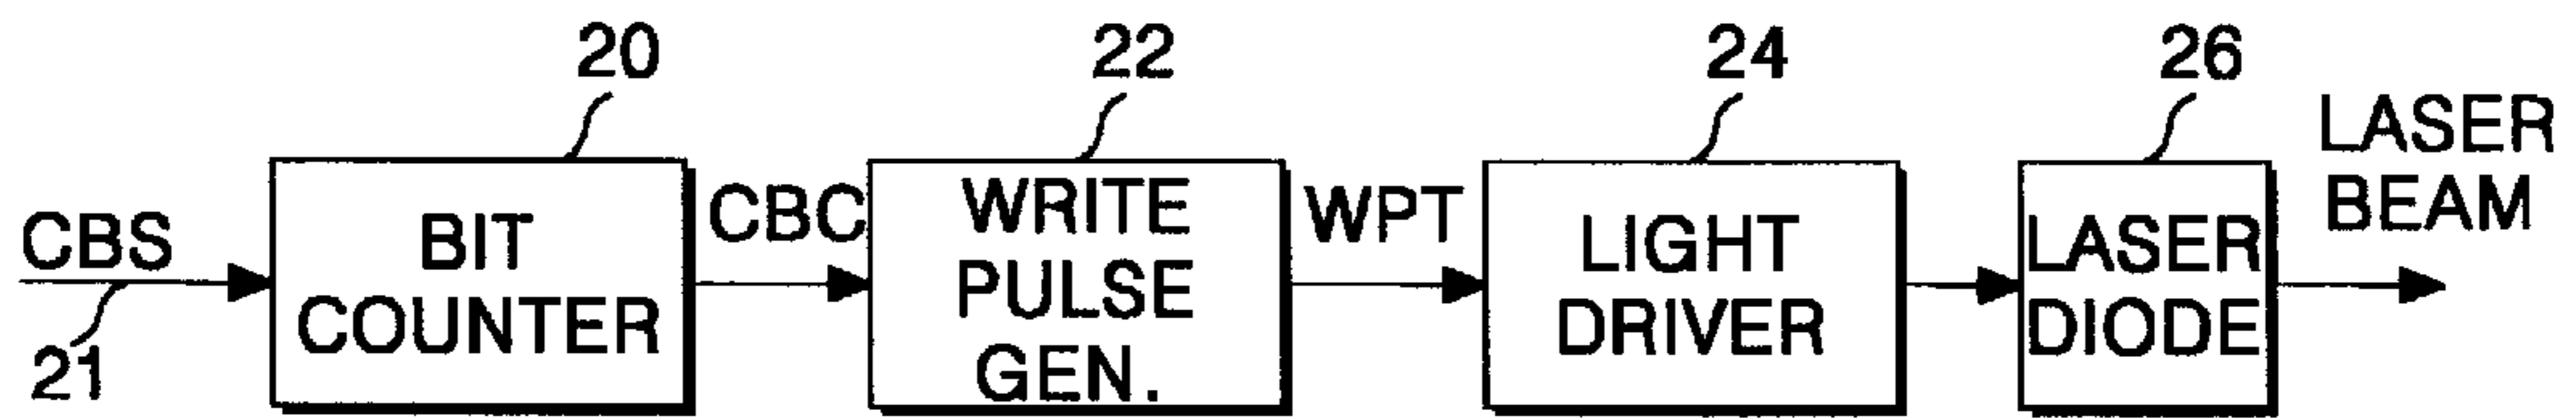 20
22
24
26
CBS
21
BIT
COUNTER
CBC
WRITE
PULSE
GEN.
WPT
LIGHT
DRIVER
LASER
DIODE
LASER
BEAM